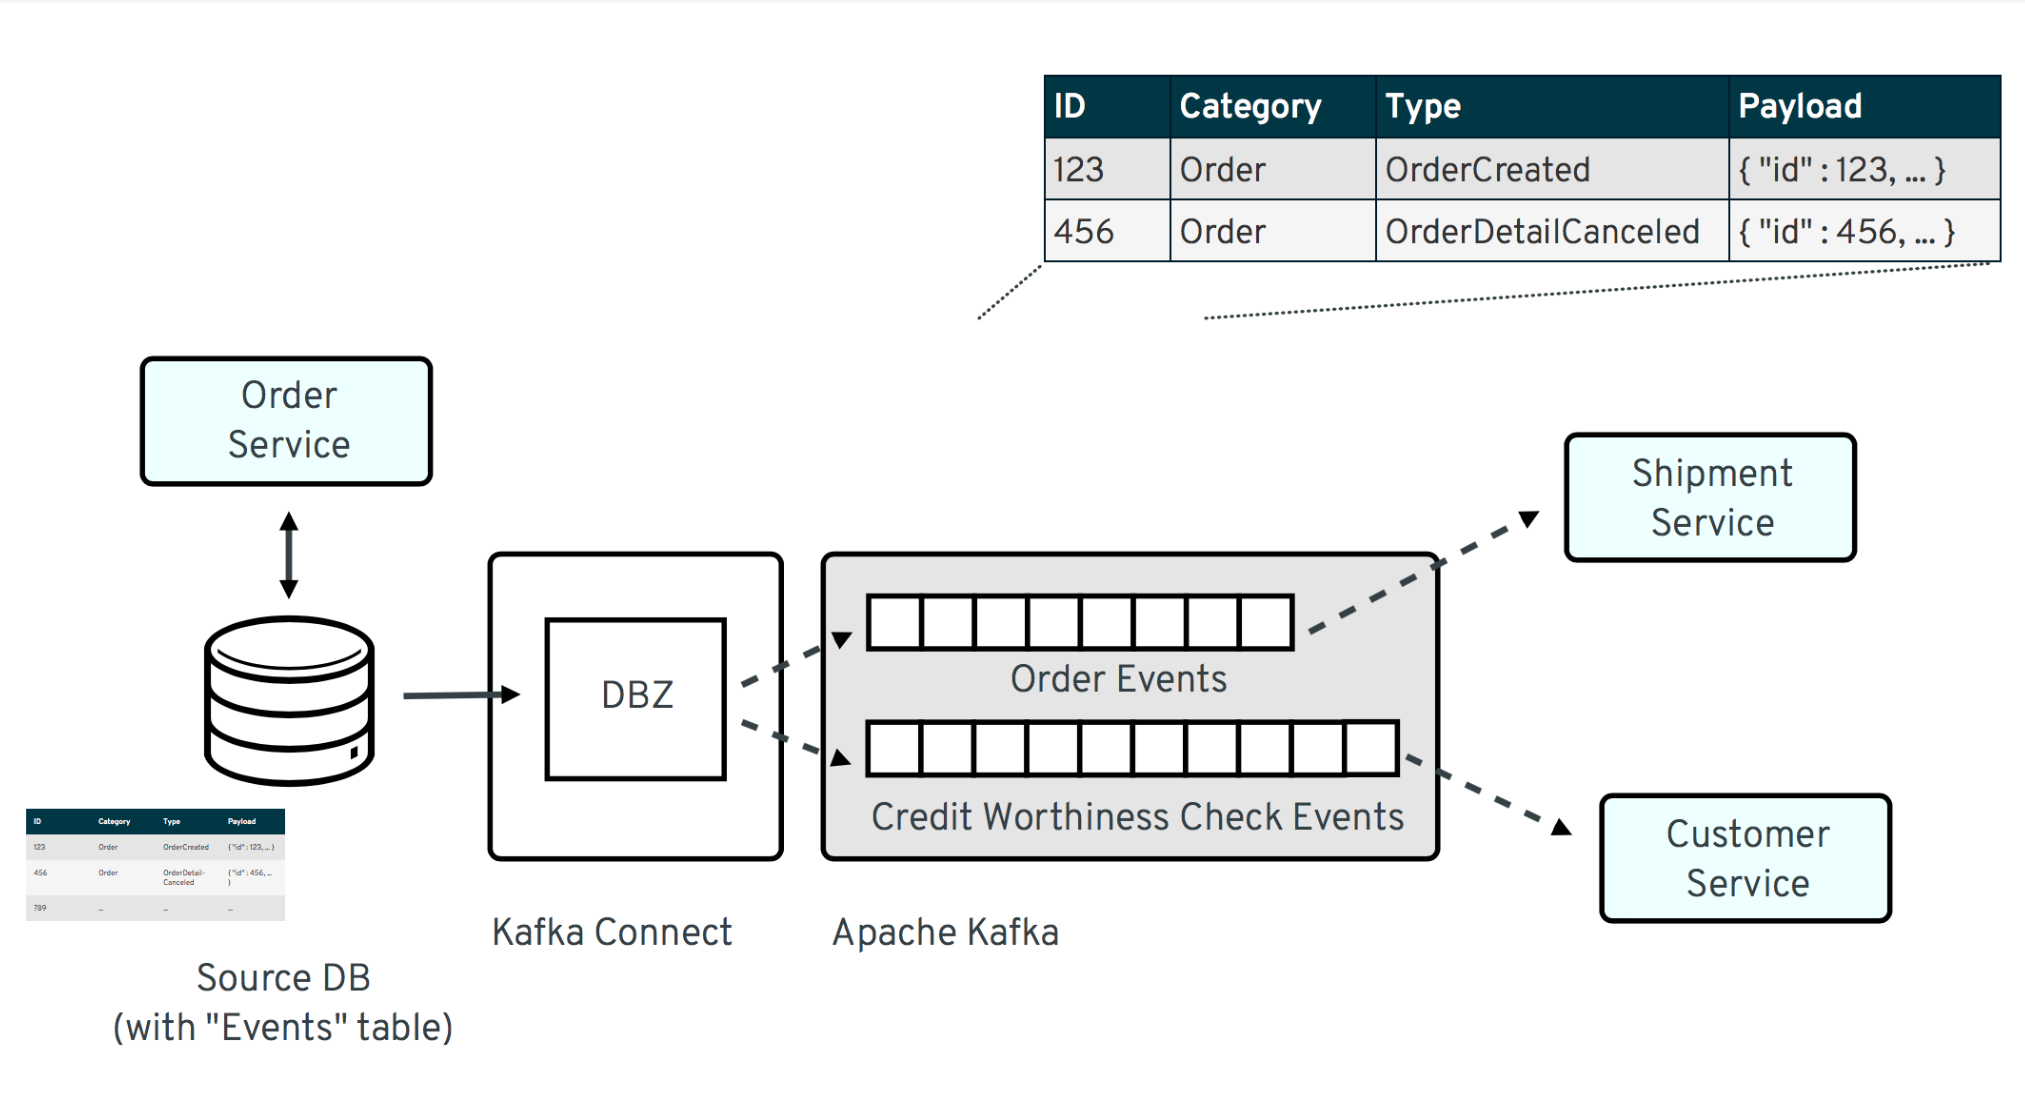 ID Category Type Payload
123 Order OrderCreated { "id" : 123, ... }
456 Order OrderDetailCanceled { "id" : 456, ... }
Order
Service
Shipment
Service
DBZ
Order Events
Credit Worthiness Check Events
Customer
Service
ID Category Type Payload
123 Order OrderCreated { "id" : 123, ... }
456 Order OrderDetail- { "id" : 456, ...
Canceled }
789 ... ... ...
Kafka Connect
Apache Kafka
Source DB
(with "Events" table)